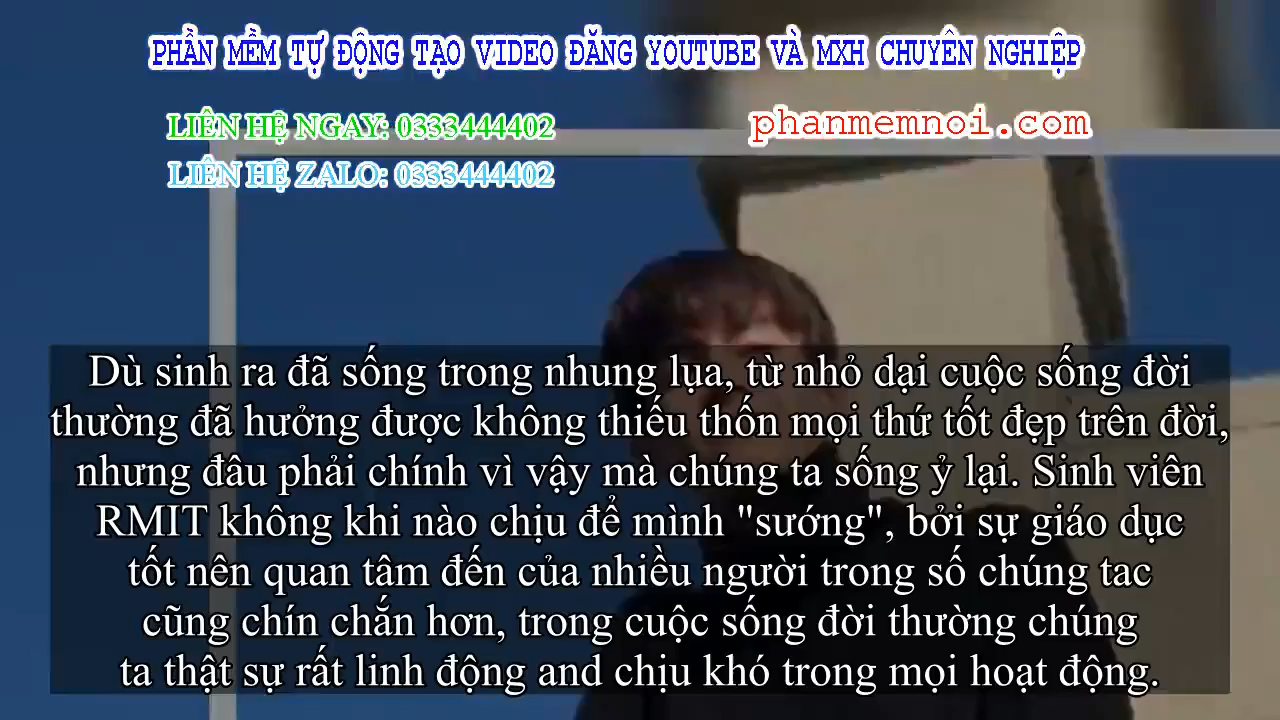 PHẦN MỀM TỰ ĐỘNG TẠO VIDEO ĐĂNG YOUTUBE VÀ MXH CHUYÊN NGHIỆP
LIÊN HỆ NGAY: 0333444402
phanmemnoi.com
LIÊN HỆ ZALO: 0333444402
Dù sinh ra đã sống trong nhung lụa, từ nhỏ dại cuộc sống đời
thường đã hưởng được không thiếu thốn mọi thứ tốt đẹp trên đời,
nhưng đâu phải chính vì vậy mà chúng ta sống ỷ lại. Sinh viên
RMIT không khi nào chịu để mình "sướng", bởi sự giáo dục
tốt nên quan tâm đến của nhiều người trong số chúng tac
cũng chín chắn hơn, trong cuộc sống đời thường chúng
ta thật sự rất linh động and chịu khó trong mọi hoạt động.